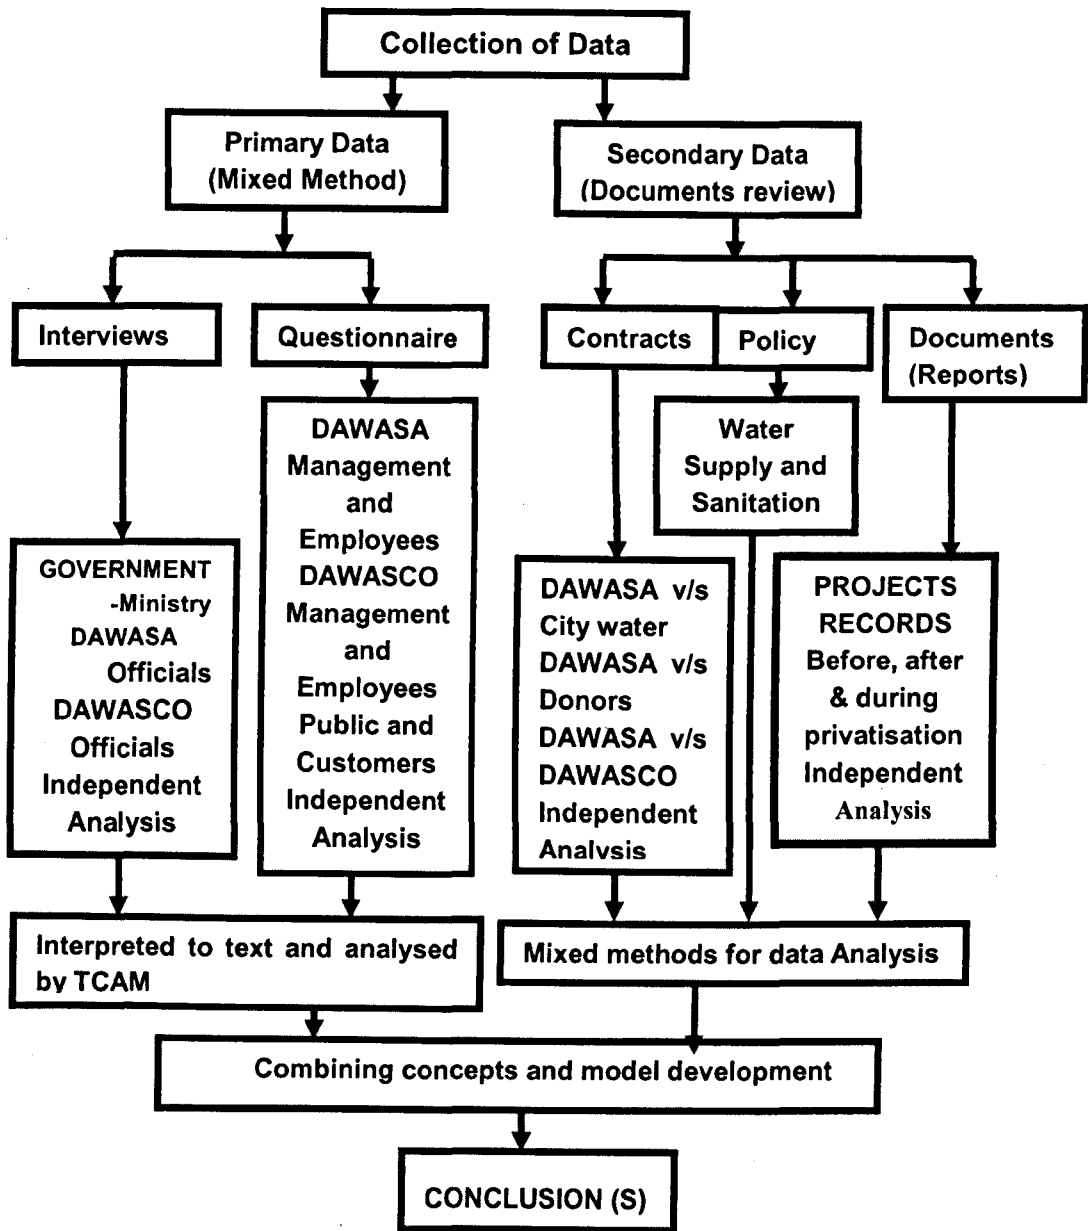 Collection of Data
Primary Data
(Mixed Method)
Secondary Data
(Documents review)
Interviews
Questionnaire
Contracts
Policy
Documents
(Reports)
GOVERNMENT
-Ministry
DAWASA
Officials
DAWASCO
Officials
Independent
Analysis
DAWASA
Management
and
Employees
DAWASCO
Management
and
Employees
Public and
Customers
Independent
Analysis
DAWASA v/s
City water
DAWASA v/s
Donors
DAWASA v/s
DAWASCO
Independent
Analysis
Water
Supply and
Sanitation
PROJECTS
RECORDS
Before, after
& during
privatisation
Independent
Analysis
Interpreted to text and analysed
by TCAM
Mixed methods for data Analysis
Combining concepts and model development
CONCLUSION (S)